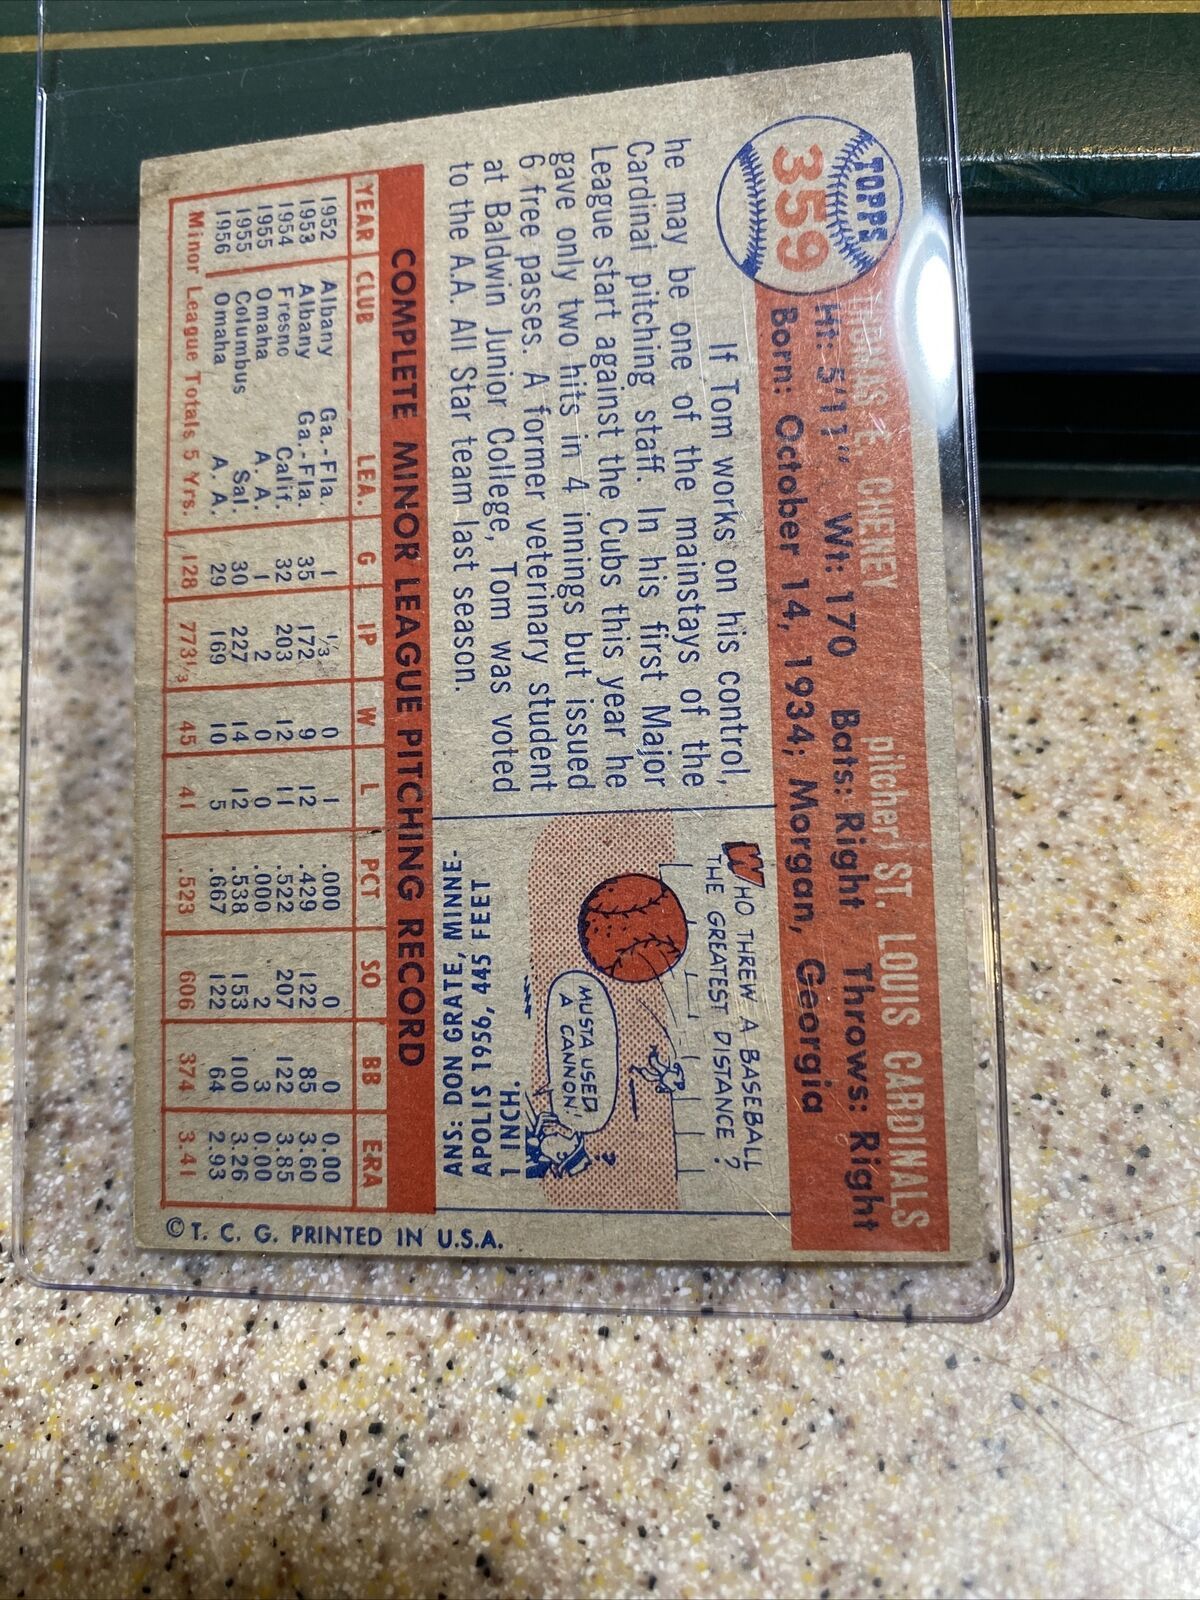 TOPPS
359
THOMAS E. CHENEY pitcher ST. LOUIS CARDINALS
Ht: 5'11" Wt: 170 Bats: Right Throws: Right
Born: October 14, 1934; Morgan, Georgia
If Tom works on his control,
he may be one of the mainstays of the
Cardinal pitching staff. In his first Major
League start against the Cubs this year he
gave only two hits in 4 innings but issued
6 free passes. A former veterinary student
at Baldwin Junior College, Tom was voted
to the A.A. All Star team last season.
WHO THREW A BASEBALL
THE GREATEST DISTANCE?
MUSTA USED
A CANNON!
?
ANS: DON GRATE, MINNE-
APOLIS 1956, 445 FEET
1 INCH.
COMPLETE MINOR LEAGUE PITCHING RECORD
YEAR CLUB LEA. G IP W L PCT SO BB ERA
1952 Albany Ga.-Fla. 1 1/3 0 1 .000 0 0 0.00
1953 Albany Ga.-Fla. 35 172 9 12 .429 122 85 3.60
1954 Fresno Calif. 32 203 12 11 .522 207 122 3.85
1955 Omaha A. A. 1 2 0 0 .000 2 3 0.00
1955 Columbus Sal. 30 227 14 12 .538 153 100 3.26
1956 Omaha A. A. 29 169 10 5 .667 122 64 2.93
Minor League Totals 5 Yrs. 128 773 1/3 45 41 .523 606 374 3.41
© T. C. G. PRINTED IN U.S.A.